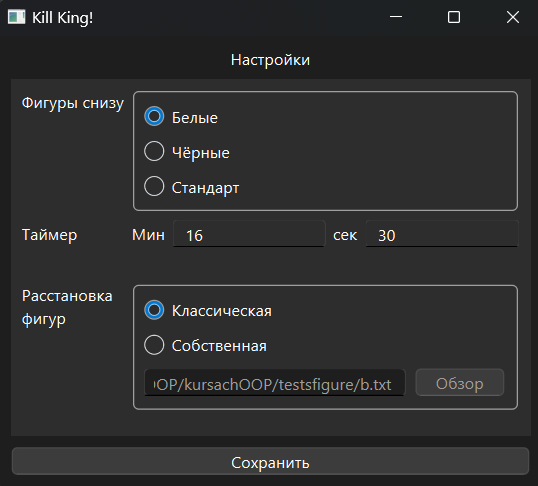 Kill King!
Настройки
Фигуры снизу
Белые
Чёрные
Стандарт
Таймер Мин 16 сек 30
Расстановка фигур
Классическая
Собственная
OP/kursachOOP/testsfigure/b.txt Обзор
Сохранить